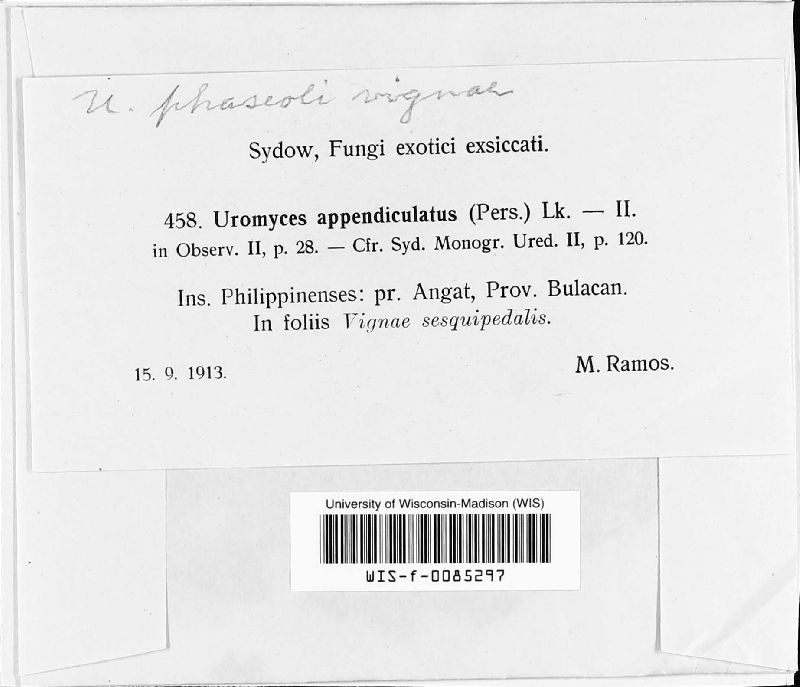 U. phaseoli vignae
Sydow, Fungi exotici exsiccati.
458. Uromyces appendiculatus (Pers.) Lk. — II.
in Observ. II, p. 28. — Cfr. Syd. Monogr. Ured. II, p. 120.
Ins. Philippinenses: pr. Angat, Prov. Bulacan.
In foliis Vignae sesquipedalis.
15. 9. 1913.
M. Ramos.
University of Wisconsin-Madison (WIS)
WIS-f-0085297